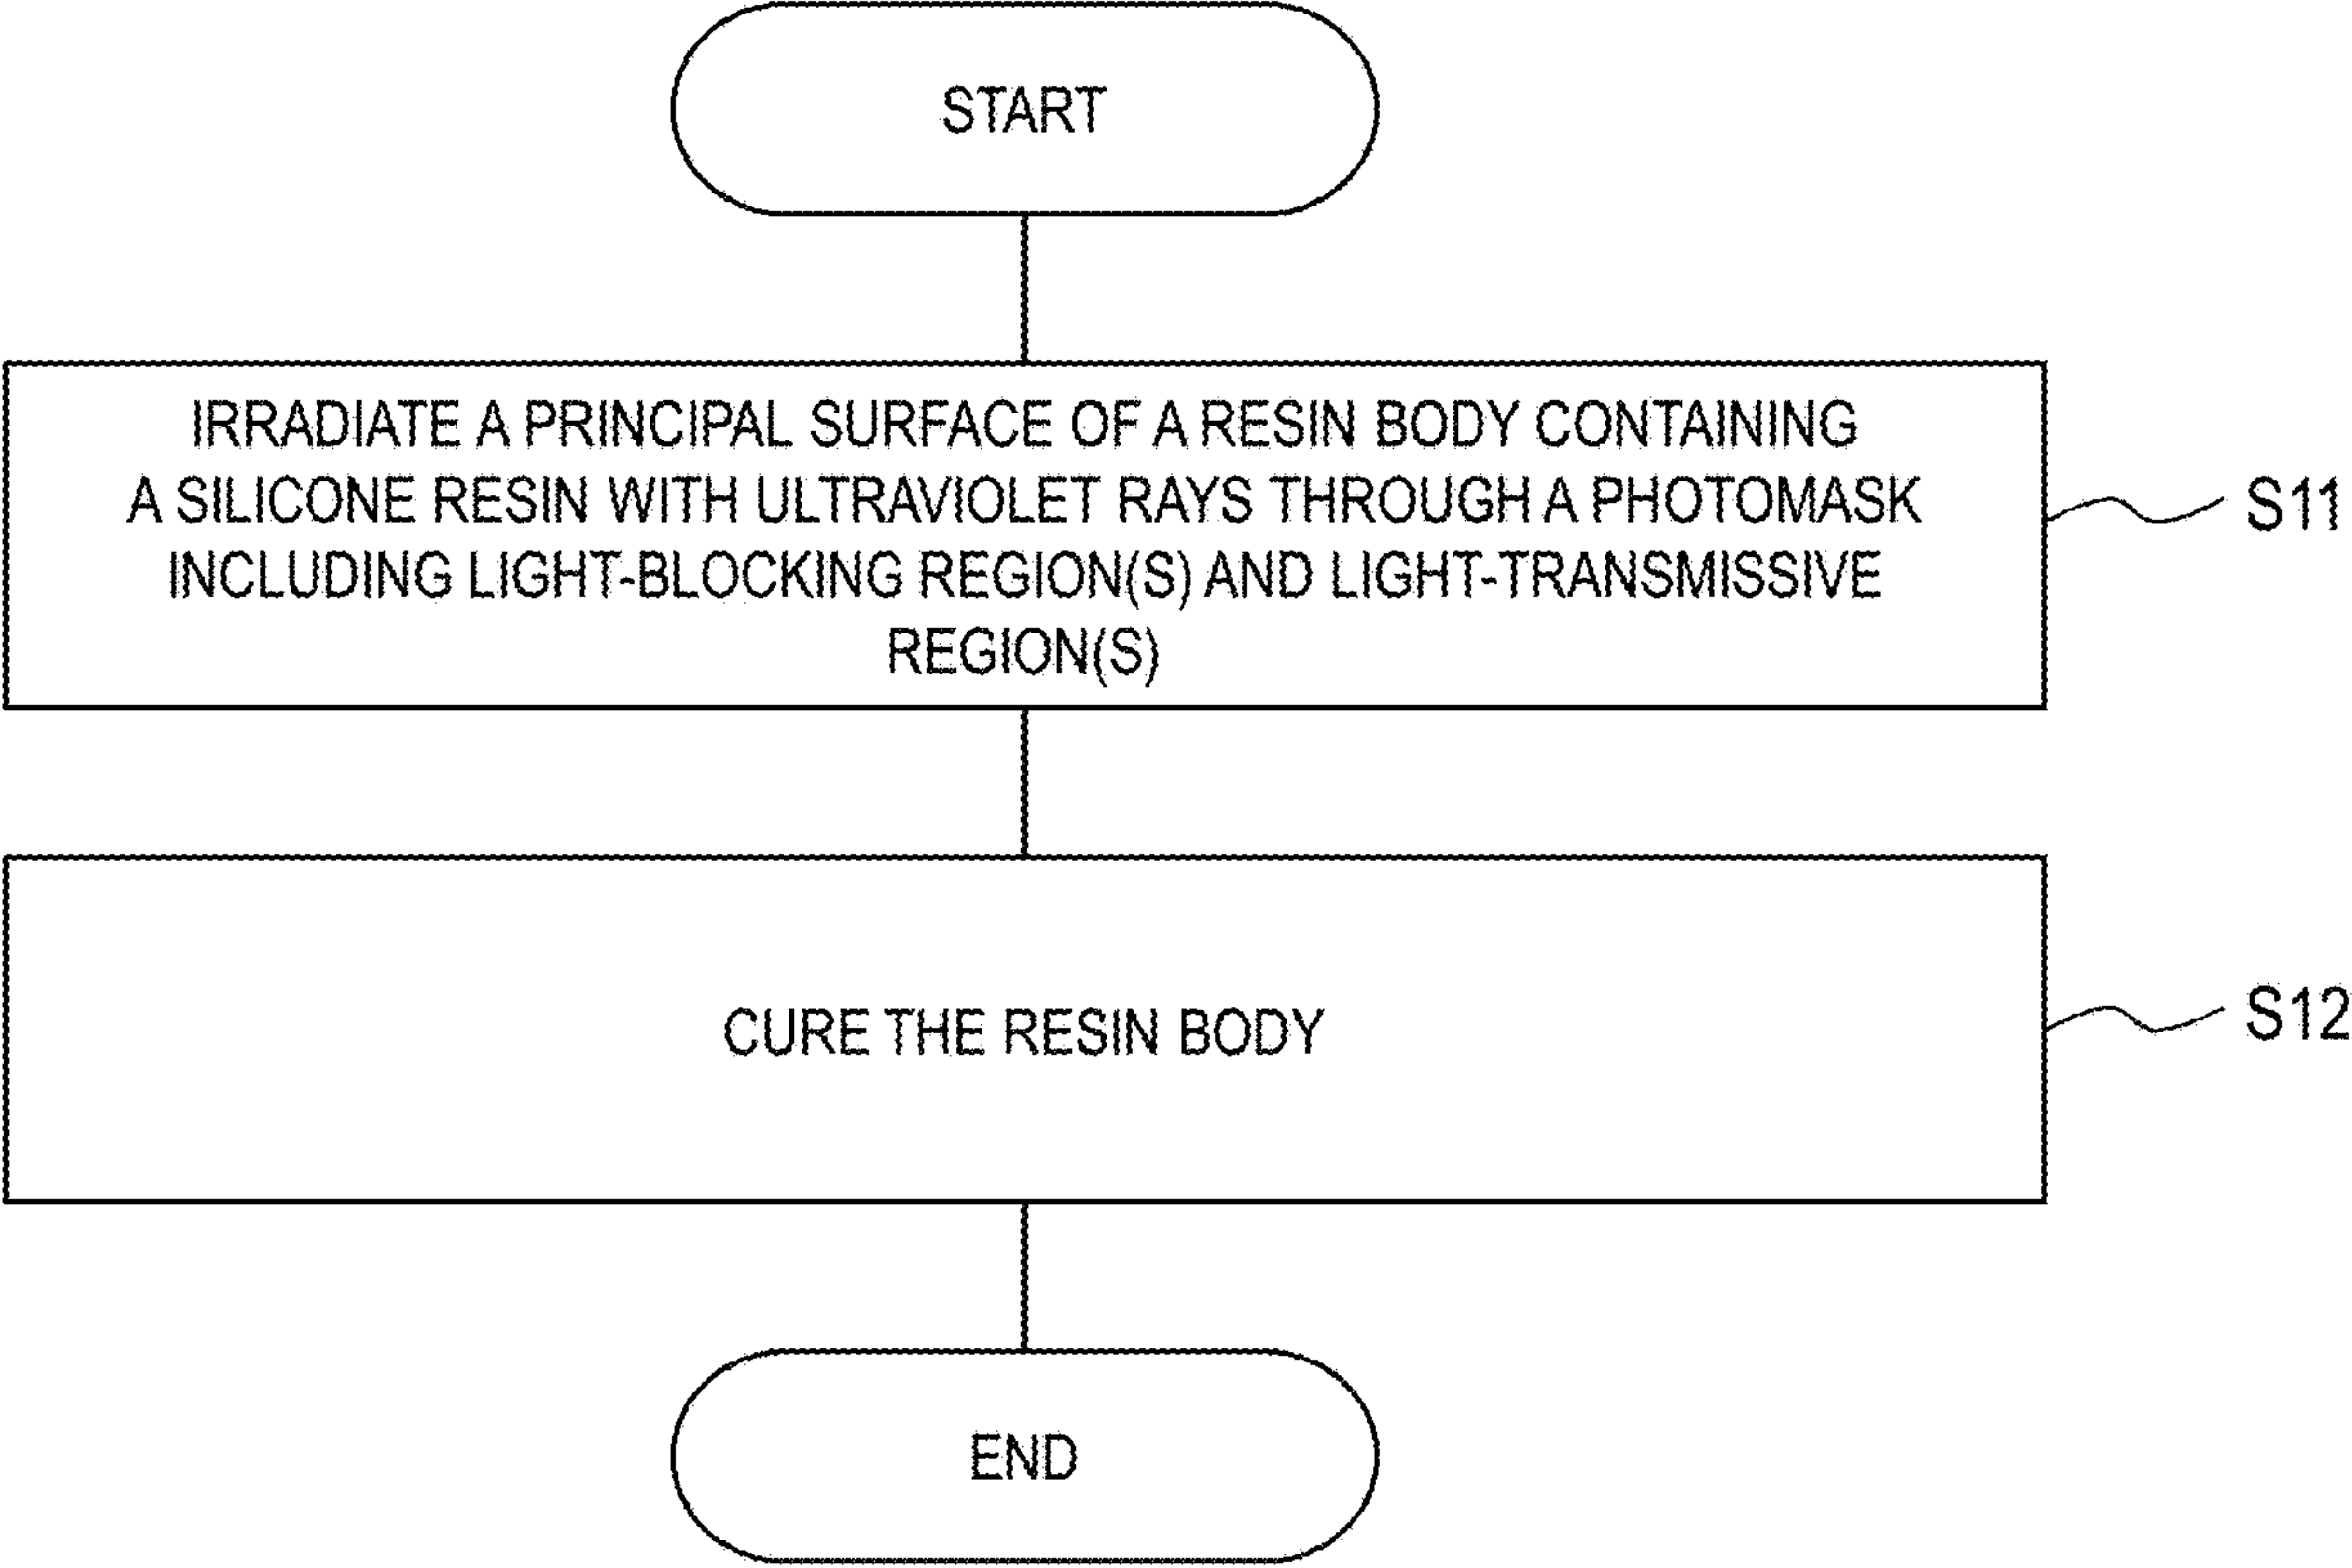 START
IRRADIATE A PRINCIPAL SURFACE OF A RESIN BODY CONTAINING
A SILICONE RESIN WITH ULTRAVIOLET RAYS THROUGH A PHOTOMASK
INCLUDING LIGHT-BLOCKING REGION(S) AND LIGHT-TRANSMISSIVE
REGION(S)
S11
CURE THE RESIN BODY
S12
END